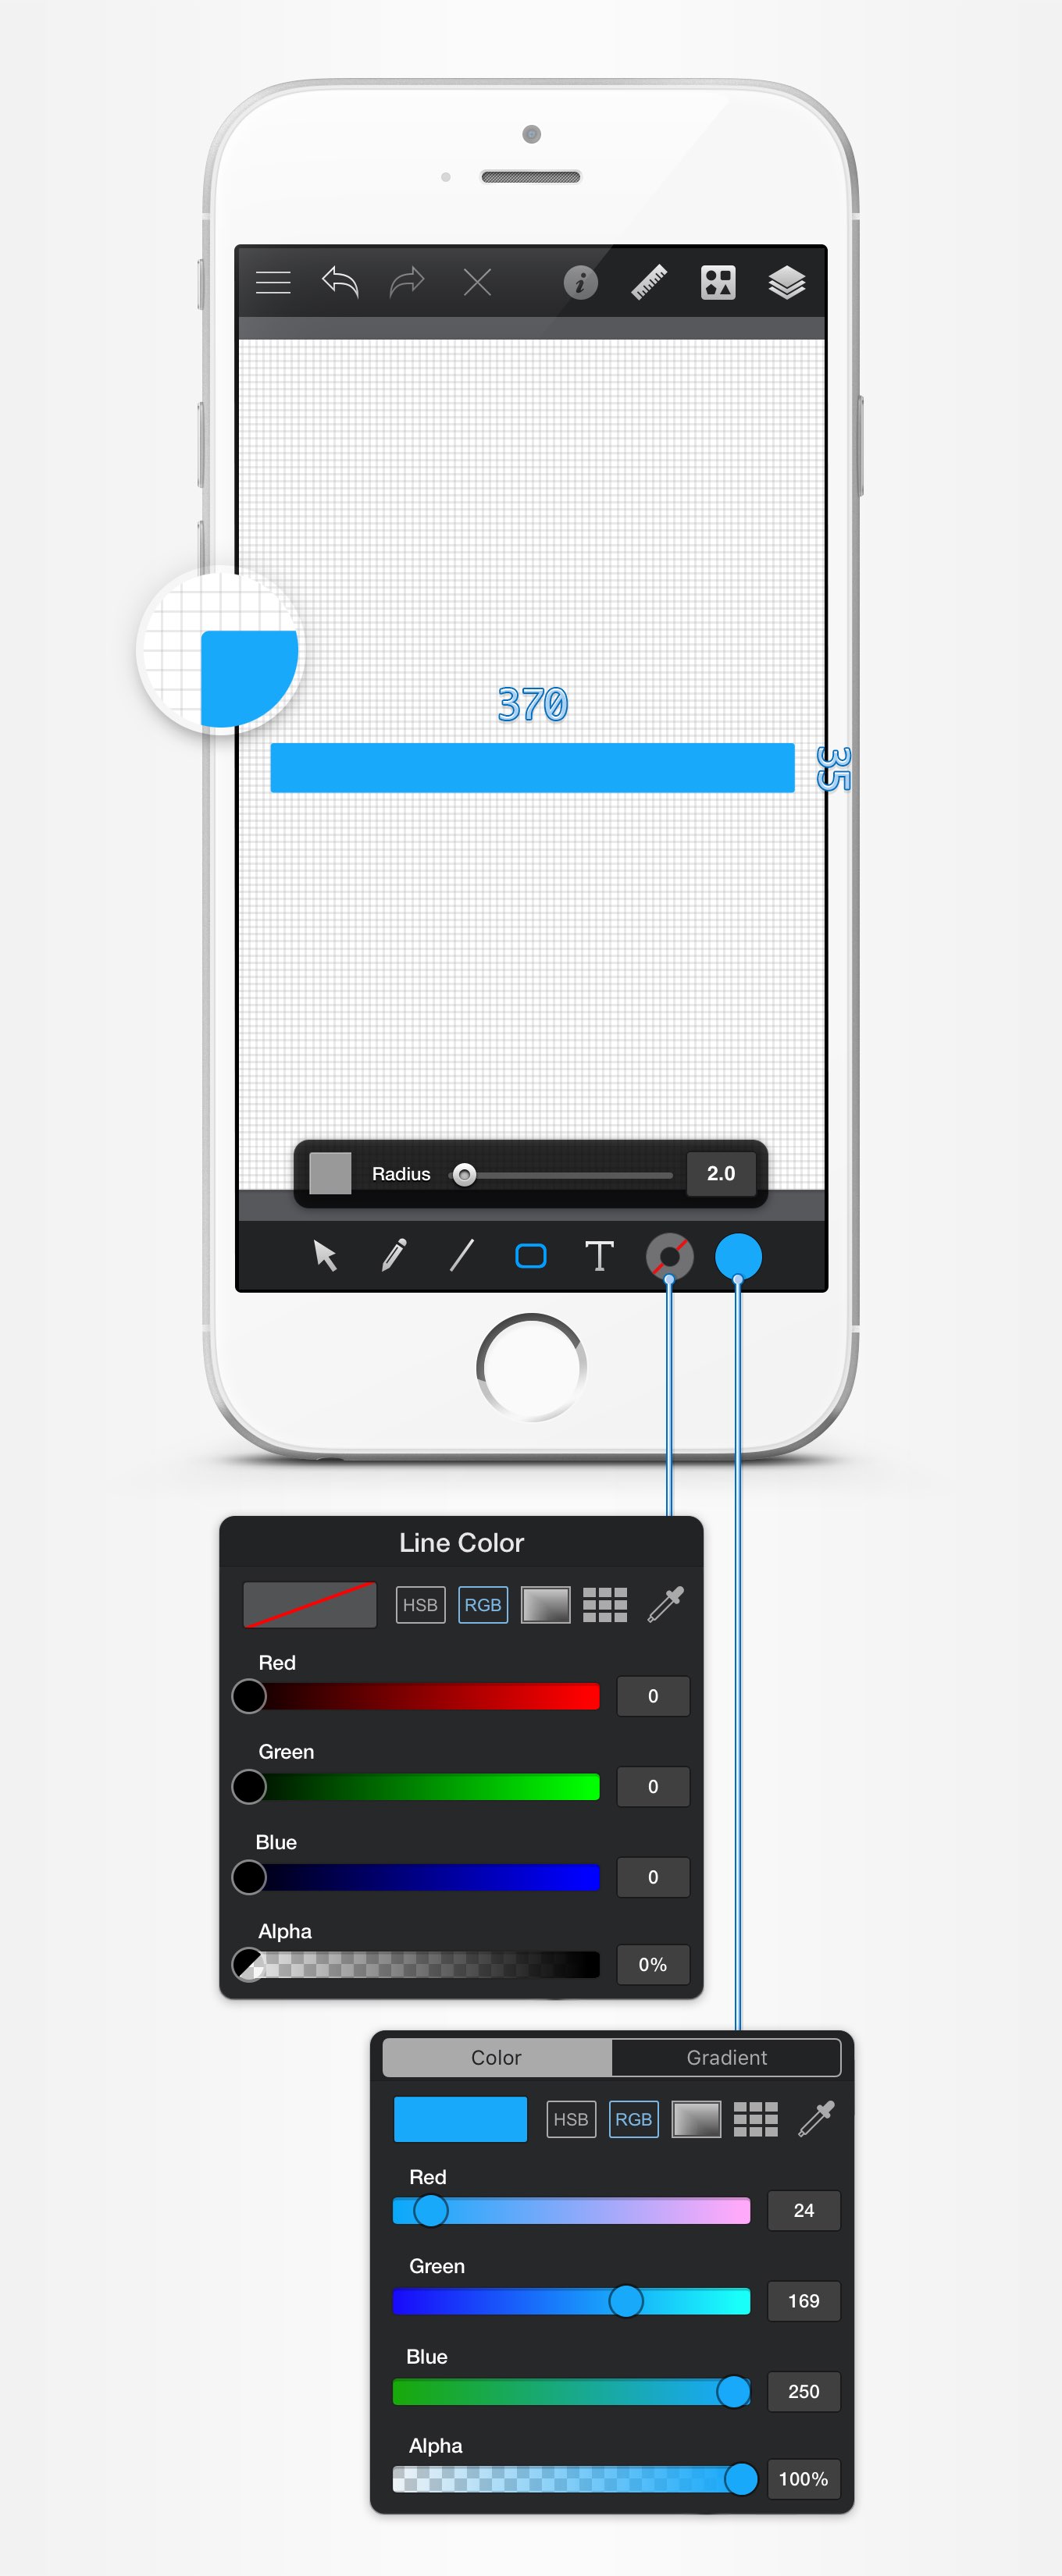 370
35
Radius 2.0
T
Line Color
HSB RGB
Red
0
Green
0
Blue
0
Alpha
0%
Color Gradient
HSB RGB
Red
24
Green
169
Blue
250
Alpha
100%